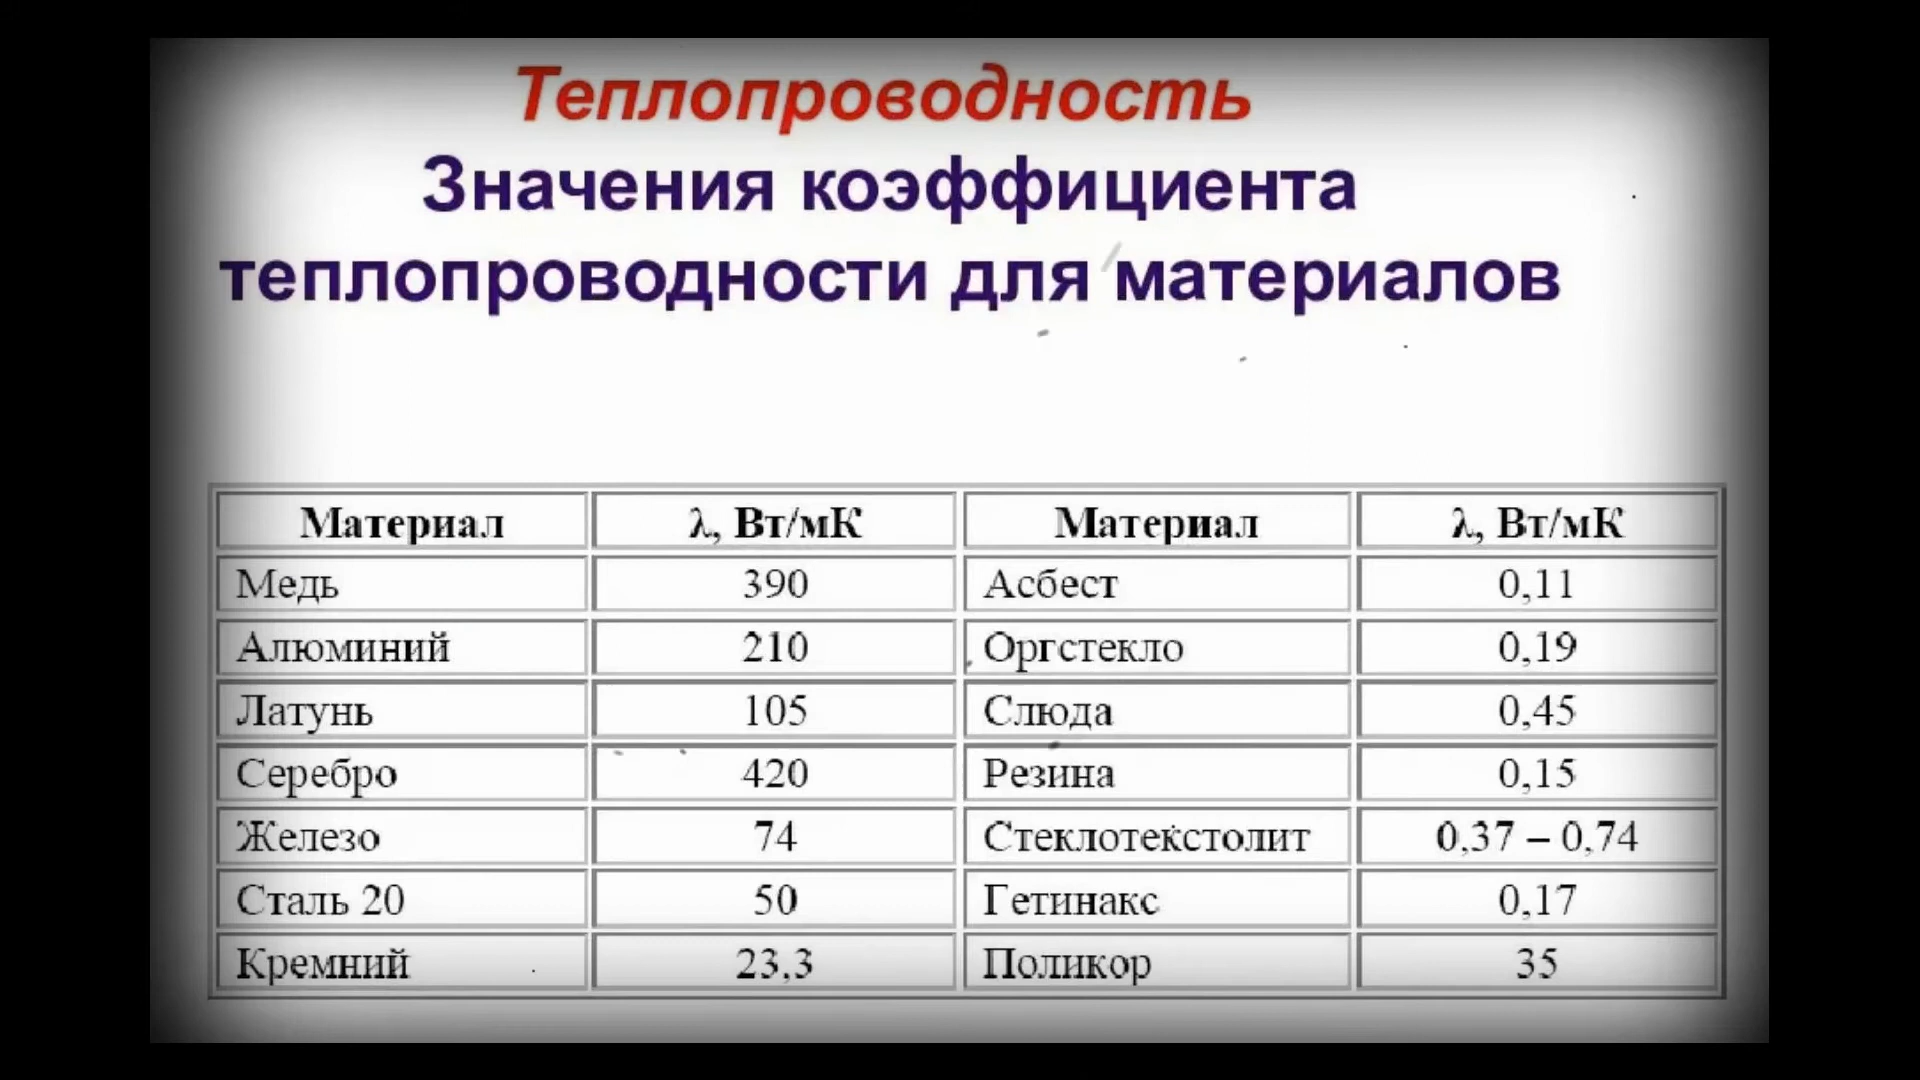 Теплопроводность
Значения коэффициента
теплопроводности для материалов
Материал λ, Вт/мК Материал λ, Вт/мК
Медь 390 Асбест 0,11
Алюминий 210 Оргстекло 0,19
Латунь 105 Слюда 0,45
Серебро 420 Резина 0,15
Железо 74 Стеклотекстолит 0,37 – 0,74
Сталь 20 50 Гетинакс 0,17
Кремний 23,3 Поликор 35